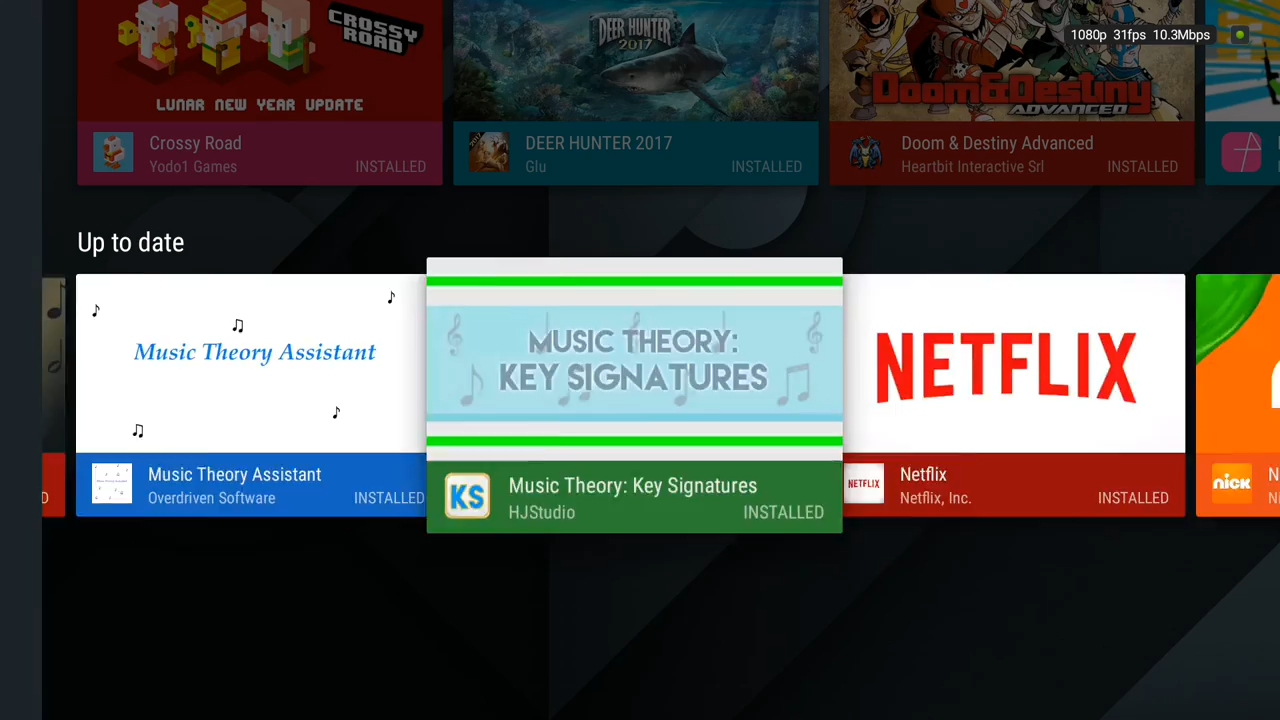 CROSSY
ROAD
LUNAR NEW YEAR UPDATE
DEER HUNTER
2017
Doom&Destiny
ADVANCED
1080p 31fps 10.3Mbps
Crossy Road
Yodo1 Games
INSTALLED
DEER HUNTER 2017
Glu
INSTALLED
Doom & Destiny Advanced
Heartbit Interactive Srl
INSTALLED
Up to date
D
Music Theory Assistant
Music Theory Assistant
Overdriven Software
INSTALLED
MUSIC THEORY:
KEY SIGNATURES
KS
Music Theory: Key Signatures
HJStudio
INSTALLED
NETFLIX
NETFLIX
Netflix
Netflix, Inc.
INSTALLED
nick
N
Ni